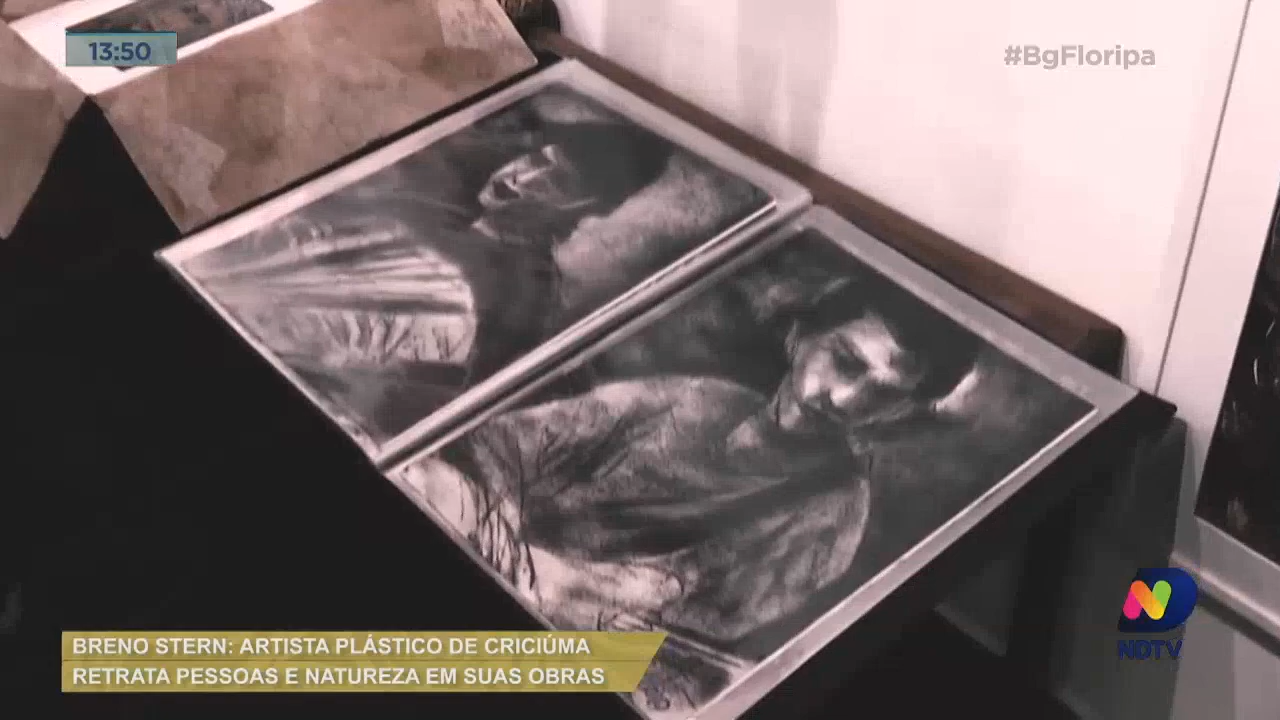 13:50
#BgFloripa
BRENO STERN: ARTISTA PLÁSTICO DE CRICIÚMA
RETRATA PESSOAS E NATUREZA EM SUAS OBRAS
NDTV